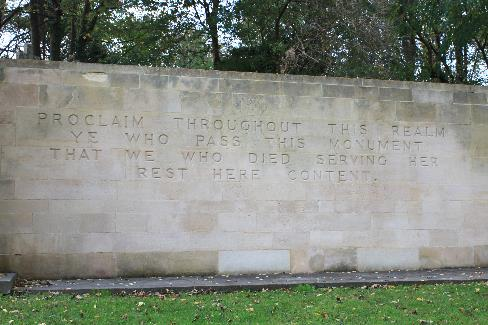 PROCLAIM THROUGHOUT THIS REALM
YE WHO PASS THIS MONUMENT
THAT WE WHO DIED SERVING HER
REST HERE CONTENT.